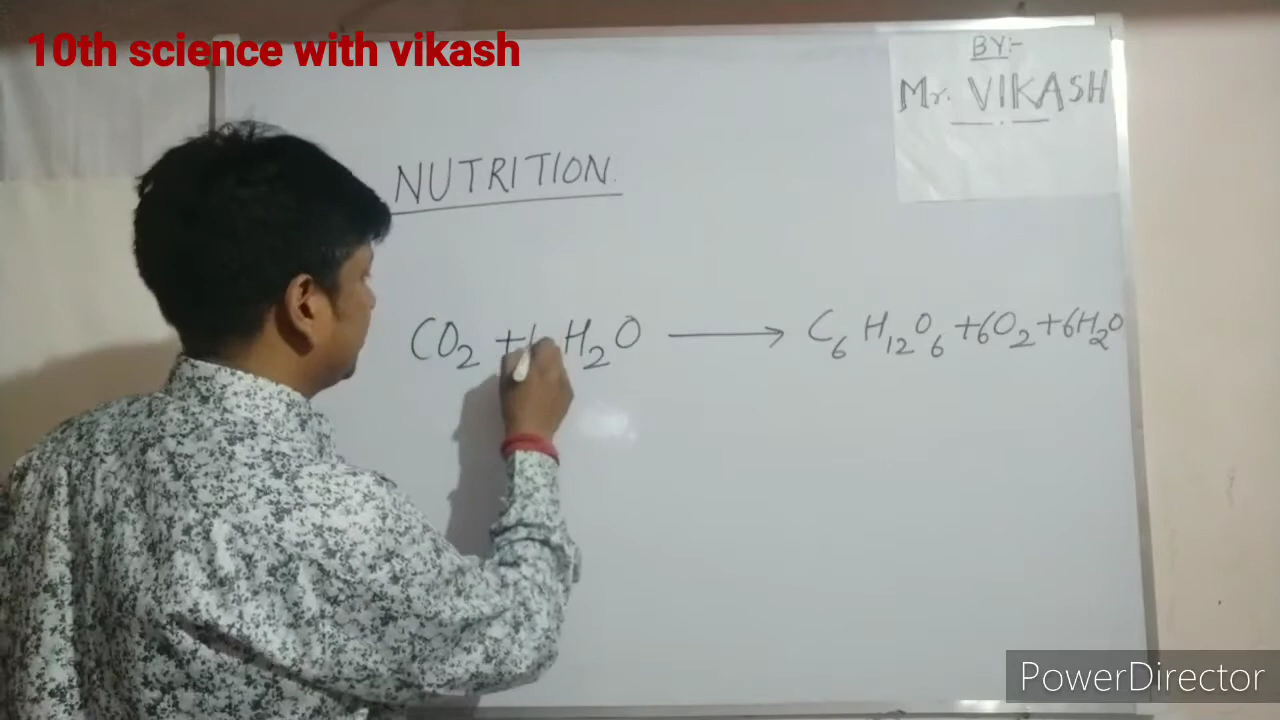 10th science with vikash
BY:-
Mr. VIKASH
NUTRITION.
CO2 + H2O ⟶ C6H12O6 + 6O2 + 6H2O
PowerDirector